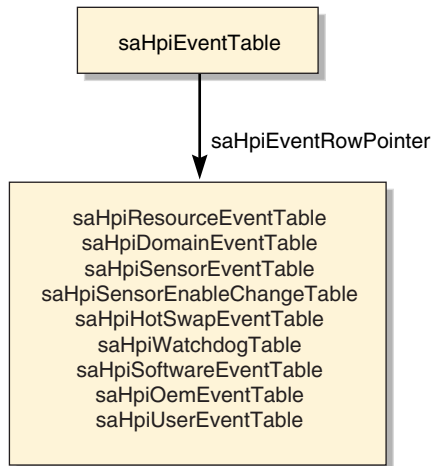 saHpiEventTable
saHpiEventRowPointer
saHpiResourceEventTable
saHpiDomainEventTable
saHpiSensorEventTable
saHpiSensorEnableChangeTable
saHpiHotSwapEventTable
saHpiWatchdogTable
saHpiSoftwareEventTable
saHpiOemEventTable
saHpiUserEventTable